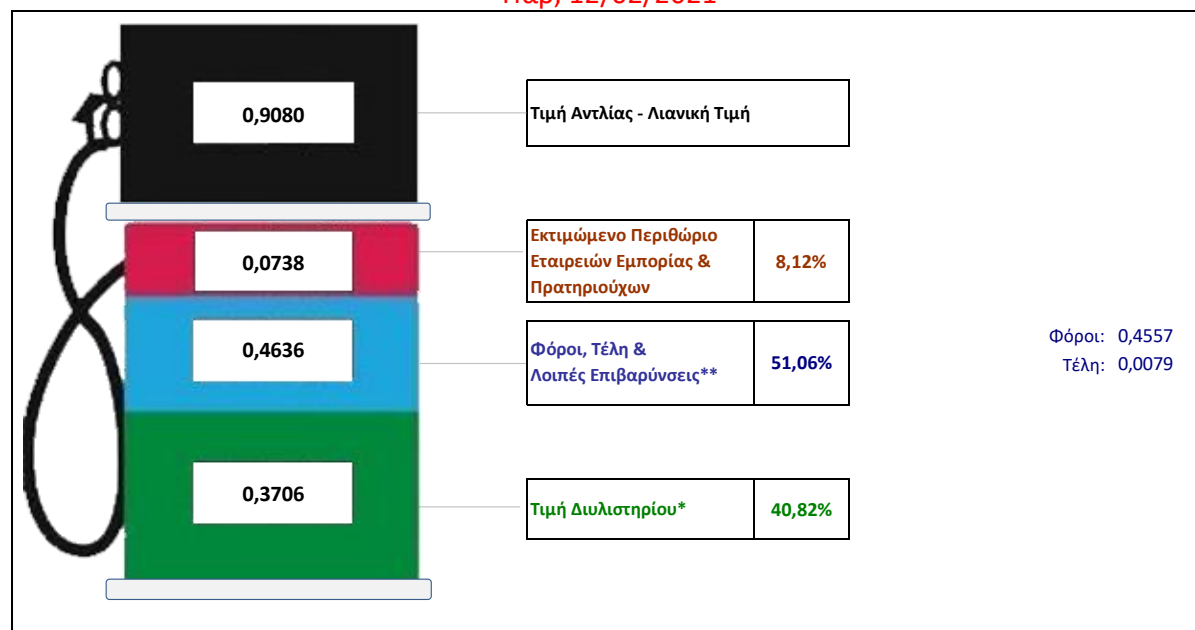 0,9080
Τιμή Αντλίας - Λιανική Τιμή
0,0738
Εκτιμώμενο Περιθώριο
Εταιρειών Εμπορίας &
Πρατηριούχων
8,12%
0,4636
Φόροι, Τέλη &
Λοιπές Επιβαρύνσεις**
51,06%
Φόροι: 0,4557
Τέλη: 0,0079
0,3706
Τιμή Διυλιστηρίου*
40,82%